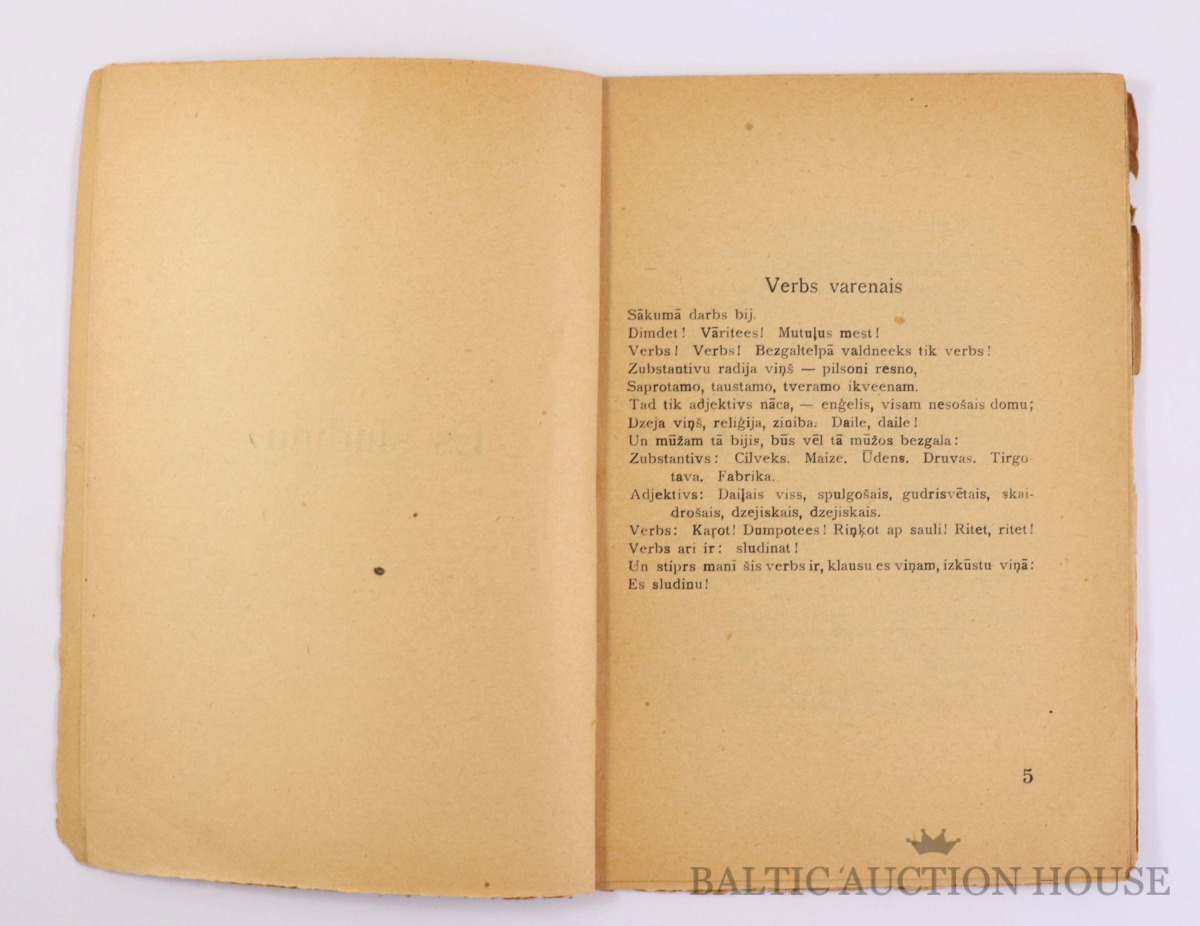 Verbs varenais
Sākumā darbs bij.
Dimdet! Vāritees! Mutuļus mest!
Verbs! Verbs! Bezgaltelpā valdneeks tik verbs!
Zubstantivu radija viņš — pilsoni resno,
Saprotamo, taustamo, tveramo ikveenam.
Tad tik adjektivs nāca, — enģelis, visam nesošais domu;
Dzeja viņš, reliģija, ziniba. Daile, daile!
Un mūžam tā bijis, būs vēl tā mūžos bezgala:
Zubstantivs: Cilveks. Maize. Ūdens. Druvas. Tirgo-
tava. Fabrika.
Adjektivs: Daiļais viss, spulgošais, gudrisvētais, skai-
drošais, dzejiskais, dzejiskais.
Verbs: Kaŗot! Dumpotees! Riņķot ap sauli! Ritet, ritet!
Verbs ari ir: sludinat!
Un stiprs manī šis verbs ir, klausu es viņam, izkūstu viņā:
Es sludinu!
5
BALTIC AUCTION HOUSE